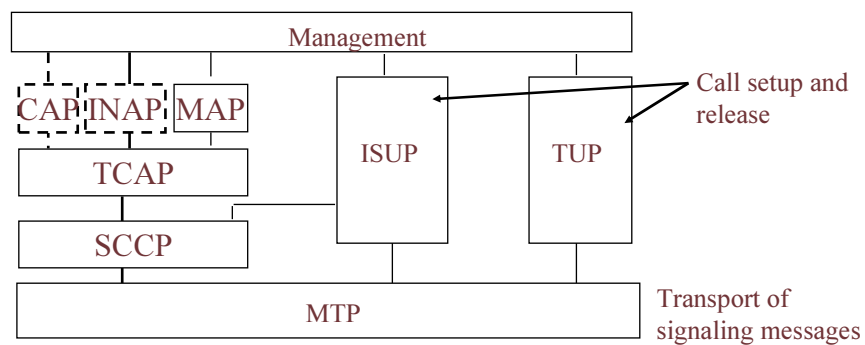 Management
CAP INAP MAP
Call setup and
release
ISUP
TUP
TCAP
SCCP
MTP
Transport of
signaling messages